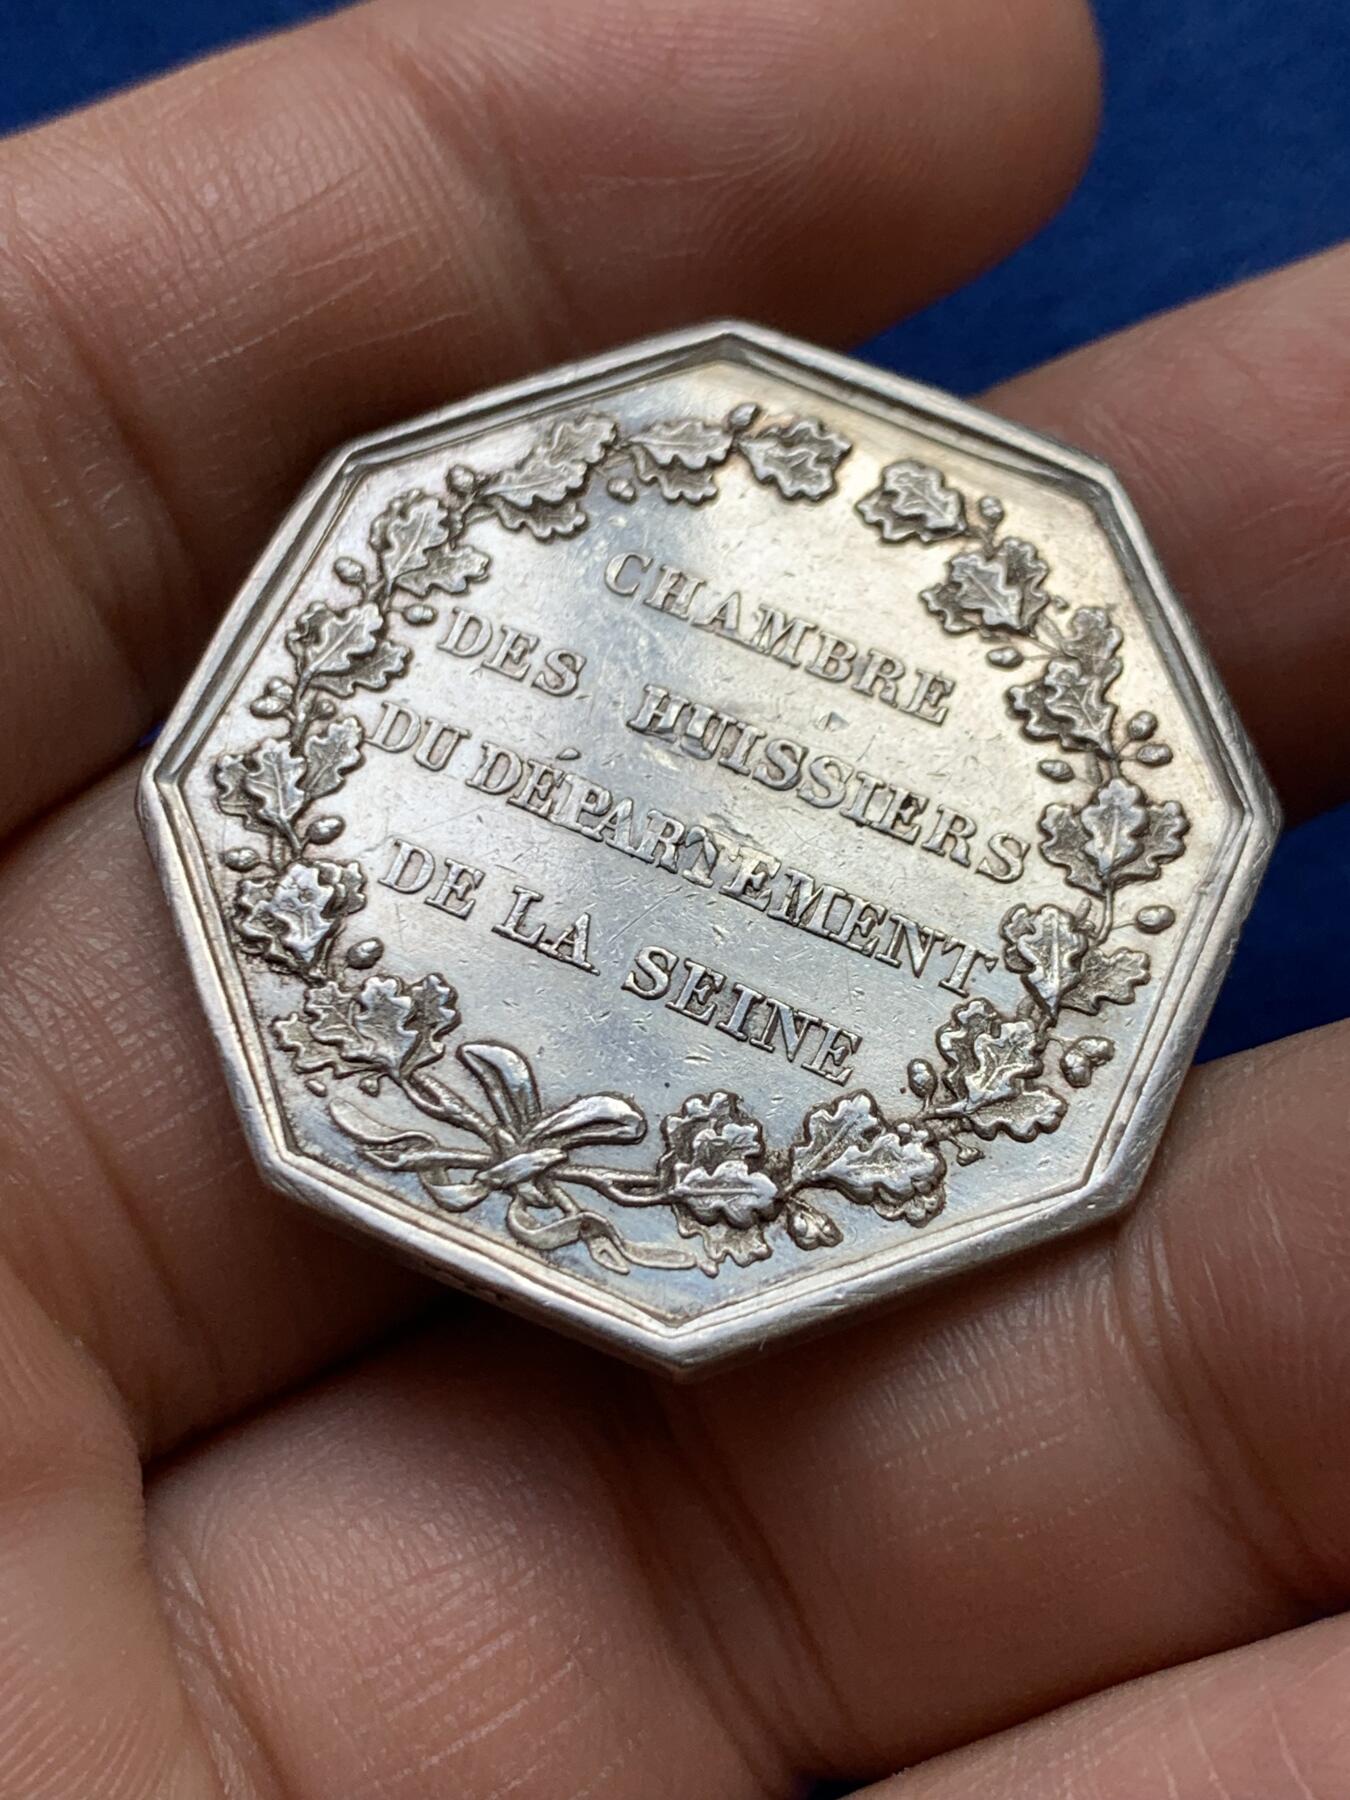 CHAMBRE
DES HUISSIERS
DU DÉPARTEMENT
DE LA SEINE